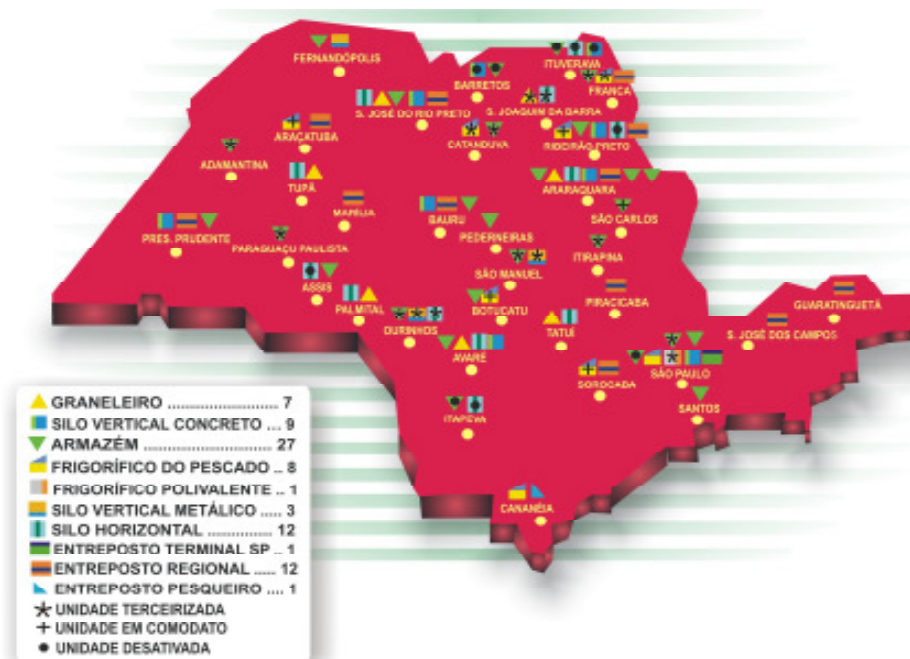 FERNANDÓPOLIS
ITUVERAVA
BARRETOS
FRANCA
S. JOSÉ DO RIO PRETO
S. JOAQUIM DA BARRA
ARAÇATUBA
CATANDUVA
RIBEIRÃO PRETO
ADAMANTINA
TUPÃ
ARARAQUARA
MARÍLIA
BAURU
SÃO CARLOS
PRES. PRUDENTE
PEDERNEIRAS
PARAGUAÇU PAULISTA
ITIRAPINA
SÃO MANUEL
ASSIS
PALMITAL
BOTUCATU
PIRACICABA
GUARATINGUETÁ
OURINHOS
TATUÍ
S. JOSÉ DOS CAMPOS
AVARÉ
SÃO PAULO
SOROCABA
SANTOS
ITAPEVA
CANANÉIA
GRANELEIRO ............................ 7
SILO VERTICAL CONCRETO ... 9
ARMAZÉM ............................... 27
FRIGORÍFICO DO PESCADO .. 8
FRIGORÍFICO POLIVALENTE .. 1
SILO VERTICAL METÁLICO ..... 3
SILO HORIZONTAL ................ 12
ENTREPOSTO TERMINAL SP .. 1
ENTREPOSTO REGIONAL ..... 12
ENTREPOSTO PESQUEIRO .... 1
UNIDADE TERCEIRIZADA
UNIDADE EM COMODATO
UNIDADE DESATIVADA